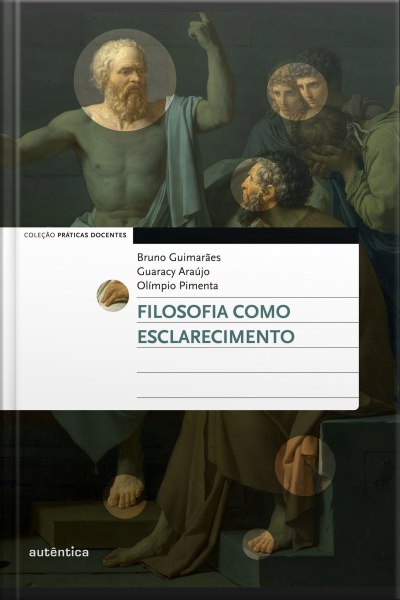 COLEÇÃO PRÁTICAS DOCENTES
Bruno Guimarães
Guaracy Araújo
Olímpio Pimenta
FILOSOFIA COMO
ESCLARECIMENTO
autêntica